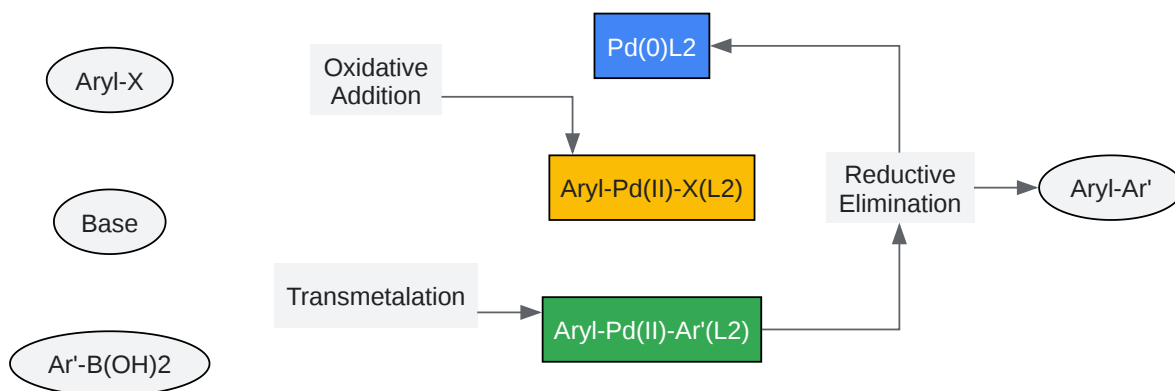 Pd(0)L2
Aryl-X
Oxidative
Addition
Aryl-Pd(II)-X(L2)
Reductive
Elimination
Aryl-Ar'
Base
Transmetalation
Aryl-Pd(II)-Ar'(L2)
Ar'-B(OH)2